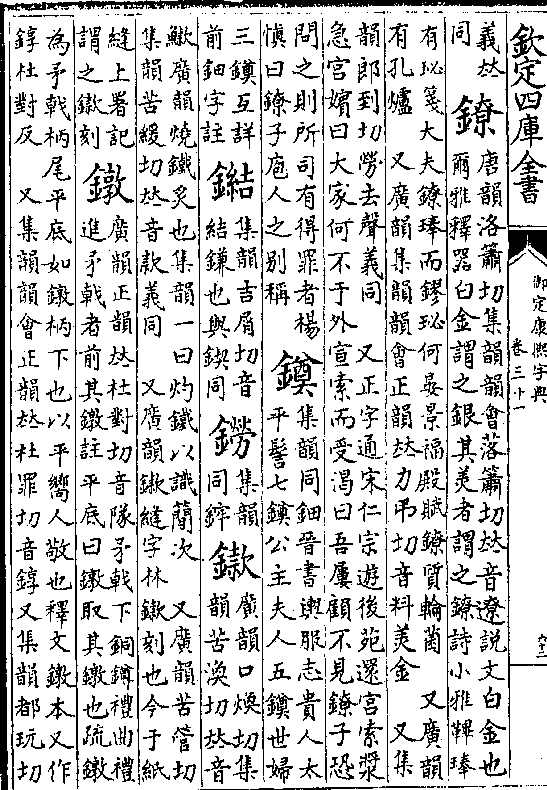 欽定四庫全書
御定康熙字典
卷三十一
六十二
義𠀤
同
鐐
唐韻洛簫切集韻韻會落簫切𠀤音遼説文白金也
爾雅釋器白金謂之銀其美者謂之鐐詩小雅鞸琫
有珌箋大夫鐐琫而鏐珌何晏景福殿賦鐐質輪菌 又廣韻
有孔爐 又廣韻集韻韻會正韻𠀤力弔切音料美金 又集
韻郎到切勞去聲義同 又正字通宋仁宗遊後苑還宮索漿
急宮嬪曰大家何不于外宣索而受渴曰吾屢顧不見鐐子恐
問之則所司有得罪者楊
慎曰鐐子庖人之別稱
集韻同鈿晉書輿服志貴人太
平髻七公主夫人五世婦
三互詳
前鈿字註
䥛
集韻吉屑切音
結鎌也與鍥同
鐒
集韻
同
䥗
廣韻口煥切集
韻苦渙切𠀤音
䥗廣韻燒鐵炙也集韻一曰灼鐵以識簡次 又廣韻苦管切
集韻苦緩切𠀤音款義同 又廣韻䥗縫字林䥗刻也今于紙
縫上署記
謂之䥗刻
鐓
廣韻正韻𠀤杜對切音隊矛戟下銅鐏禮曲禮
進矛戟者前其鐓註平底曰鐓取其鐓也疏鐓
為矛戟柄尾平底如鐓柄下也以平嚮人敬也釋文鐓本又作
錞杜對反 又集韻韻會正韻𠀤杜罪切音錞又集韻都玩切